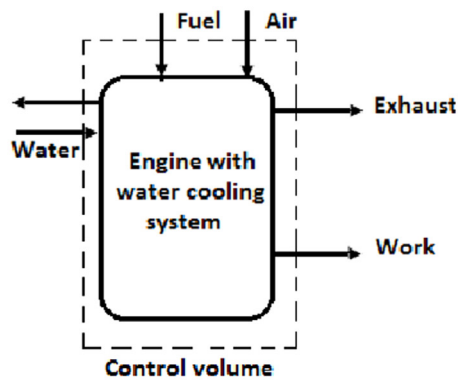 Fuel Air
Exhaust
Water
Engine with
water cooling
system
Work
Control volume